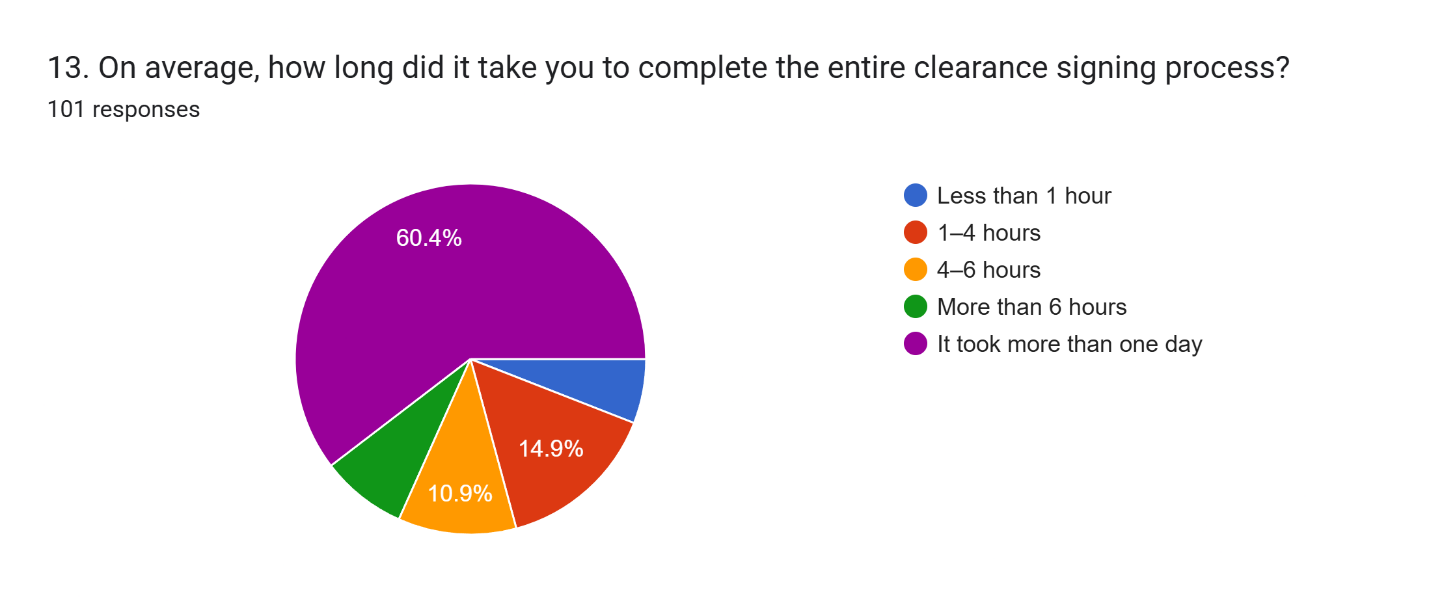 13. On average, how long did it take you to complete the entire clearance signing process?
101 responses
60.4%
14.9%
10.9%
Less than 1 hour
1–4 hours
4–6 hours
More than 6 hours
It took more than one day